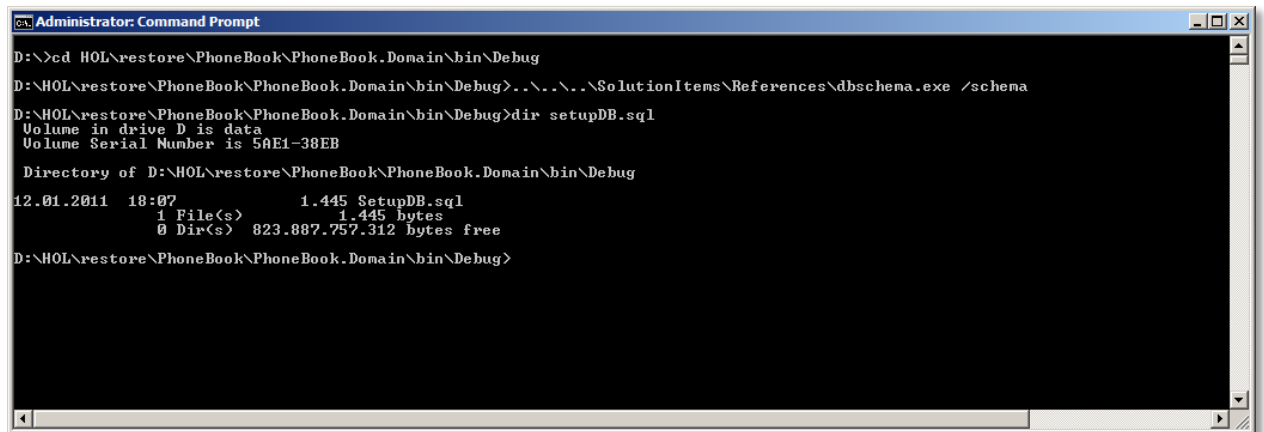 Administrator: Command Prompt
D:\>cd HOL\restore\PhoneBook\PhoneBook.Domain\bin\Debug
D:\HOL\restore\PhoneBook\PhoneBook.Domain\bin\Debug>..\..\..\SolutionItems\References\dbschema.exe /schema
D:\HOL\restore\PhoneBook\PhoneBook.Domain\bin\Debug>dir setupDB.sql
Volume in drive D is data
Volume Serial Number is 5AE1-38EB
Directory of D:\HOL\restore\PhoneBook\PhoneBook.Domain\bin\Debug
12.01.2011  18:07             1.445 SetupDB.sql
1 File(s)          1.445 bytes
0 Dir(s)  823.887.757.312 bytes free
D:\HOL\restore\PhoneBook\PhoneBook.Domain\bin\Debug>